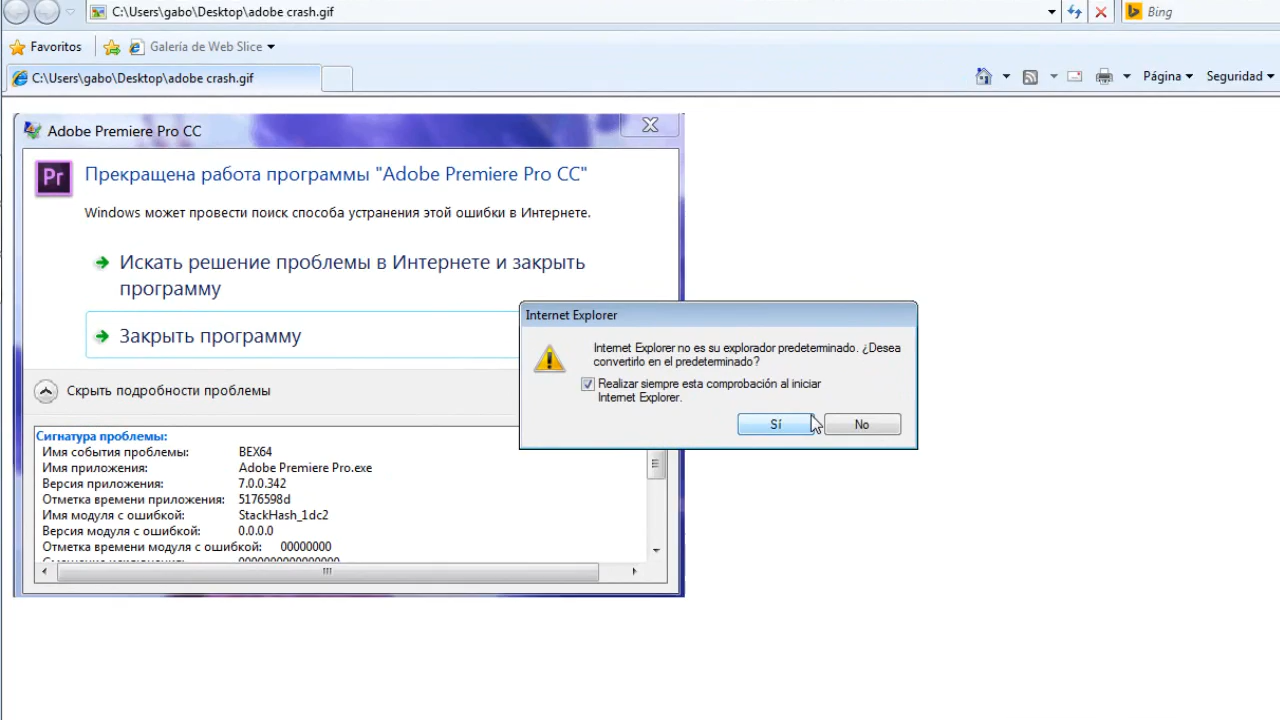 C:\Users\gabo\Desktop\adobe crash.gif
Bing
Favoritos
Galería de Web Slice
C:\Users\gabo\Desktop\adobe crash.gif
Página
Seguridad
Adobe Premiere Pro CC
Pr
Прекращена работа программы "Adobe Premiere Pro CC"
Windows может провести поиск способа устранения этой ошибки в Интернете.
Искать решение проблемы в Интернете и закрыть
программу
Закрыть программу
Скрыть подробности проблемы
Сигнатура проблемы:
Имя события проблемы: BEX64
Имя приложения: Adobe Premiere Pro.exe
Версия приложения: 7.0.0.342
Отметка времени приложения: 5176598d
Имя модуля с ошибкой: StackHash_1dc2
Версия модуля с ошибкой: 0.0.0.0
Отметка времени модуля с ошибкой: 00000000
Internet Explorer
Internet Explorer no es su explorador predeterminado. ¿Desea
convertirlo en el predeterminado?
Realizar siempre esta comprobación al iniciar
Internet Explorer.
Sí
No